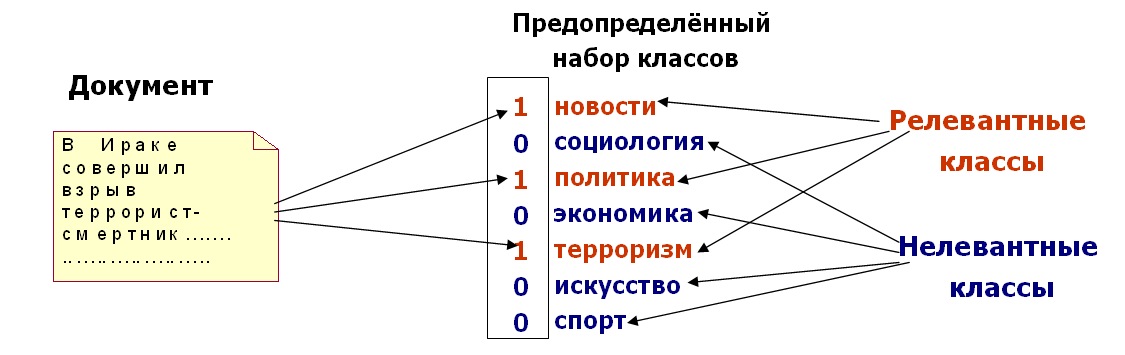 Предопределённый
набор классов
Документ
В Ираке
совершил
взрыв
террорист-
смертник .......
.....................
1 новости
0 социология
1 политика
0 экономика
1 терроризм
0 искусство
0 спорт
Релевантные
классы
Нелевантные
классы